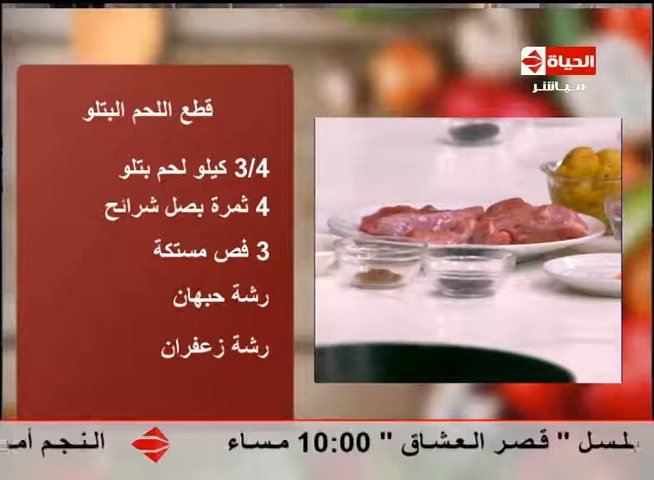 الحياة
مباشر
قطع اللحم البتلو
3/4 كيلو لحم بتلو
4 ثمرة بصل شرائح
3 فص مستكة
رشة حبهان
رشة زعفران
" قصر العشاق " 10:00 مساء
النجم